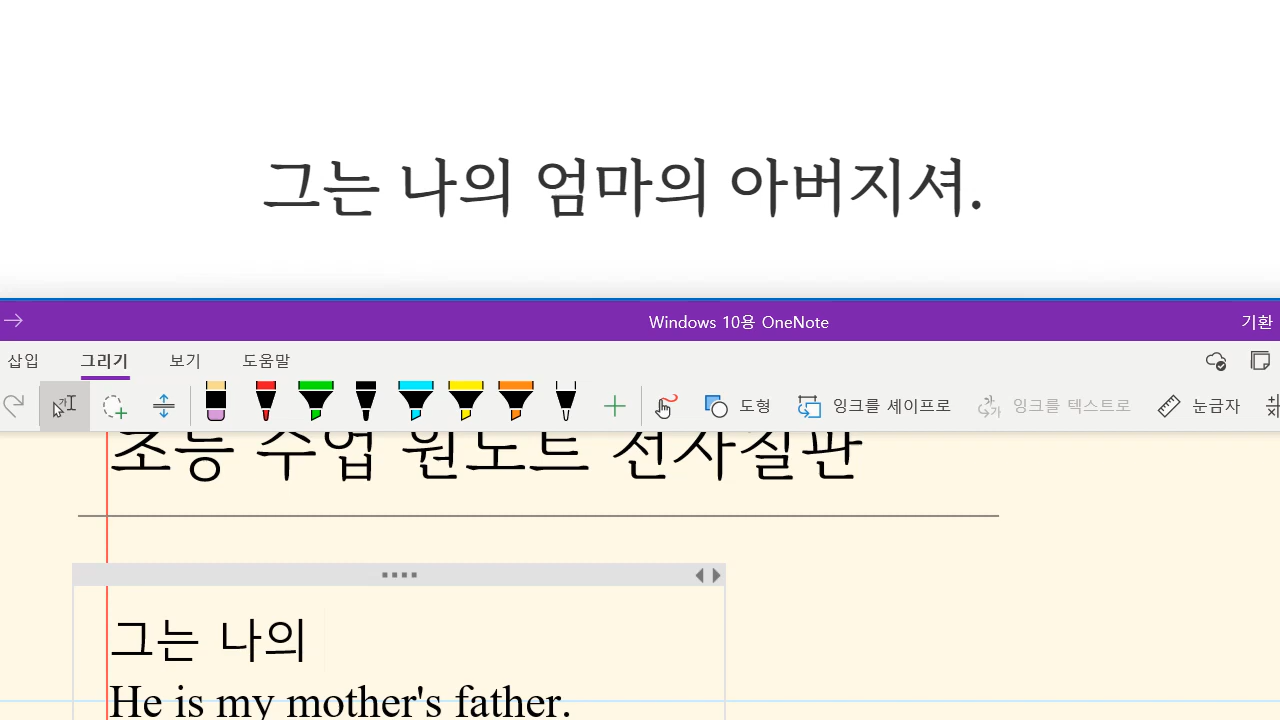 그는 나의 엄마의 아버지셔.
Windows 10용 OneNote
기환
삽입 그리기 보기 도움말
도형 잉크를 셰이프로 잉크를 텍스트로 눈금자
초등 수업 원노트 전자칠판
그는 나의
He is my mother's father.